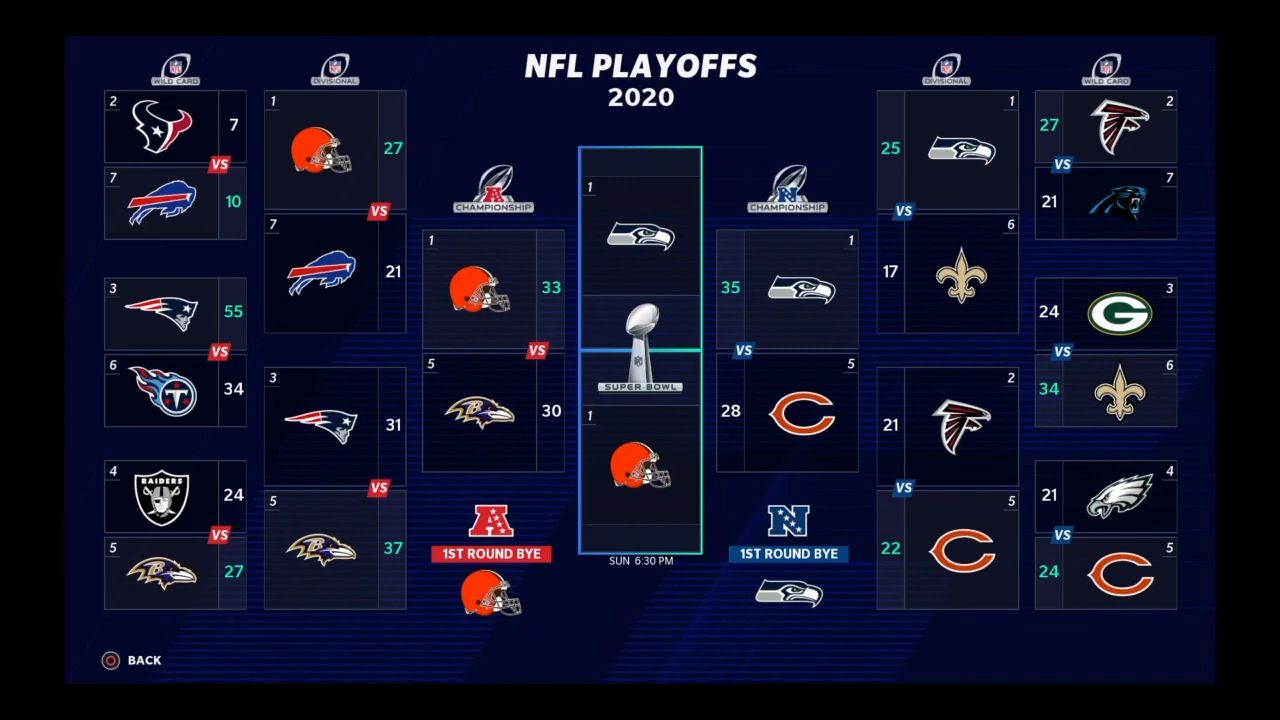 NFL PLAYOFFS
2020
WILD CARD
DIVISIONAL
DIVISIONAL
WILD CARD
2 7
VS
7 10
3 55
VS
6 34
4 RAIDERS 24
VS
5 27
1 27
VS
7 21
3 31
VS
5 37
A
CHAMPIONSHIP
1 33
VS
5 30
A
1ST ROUND BYE
1
SUPER BOWL
1
SUN 6:30 PM
N
CHAMPIONSHIP
35 1
VS
28 5
N
1ST ROUND BYE
25 1
VS
17 6
21 2
VS
22 5
27 2
VS
21 7
24 3
VS
34 6
21 4
VS
24 5
BACK